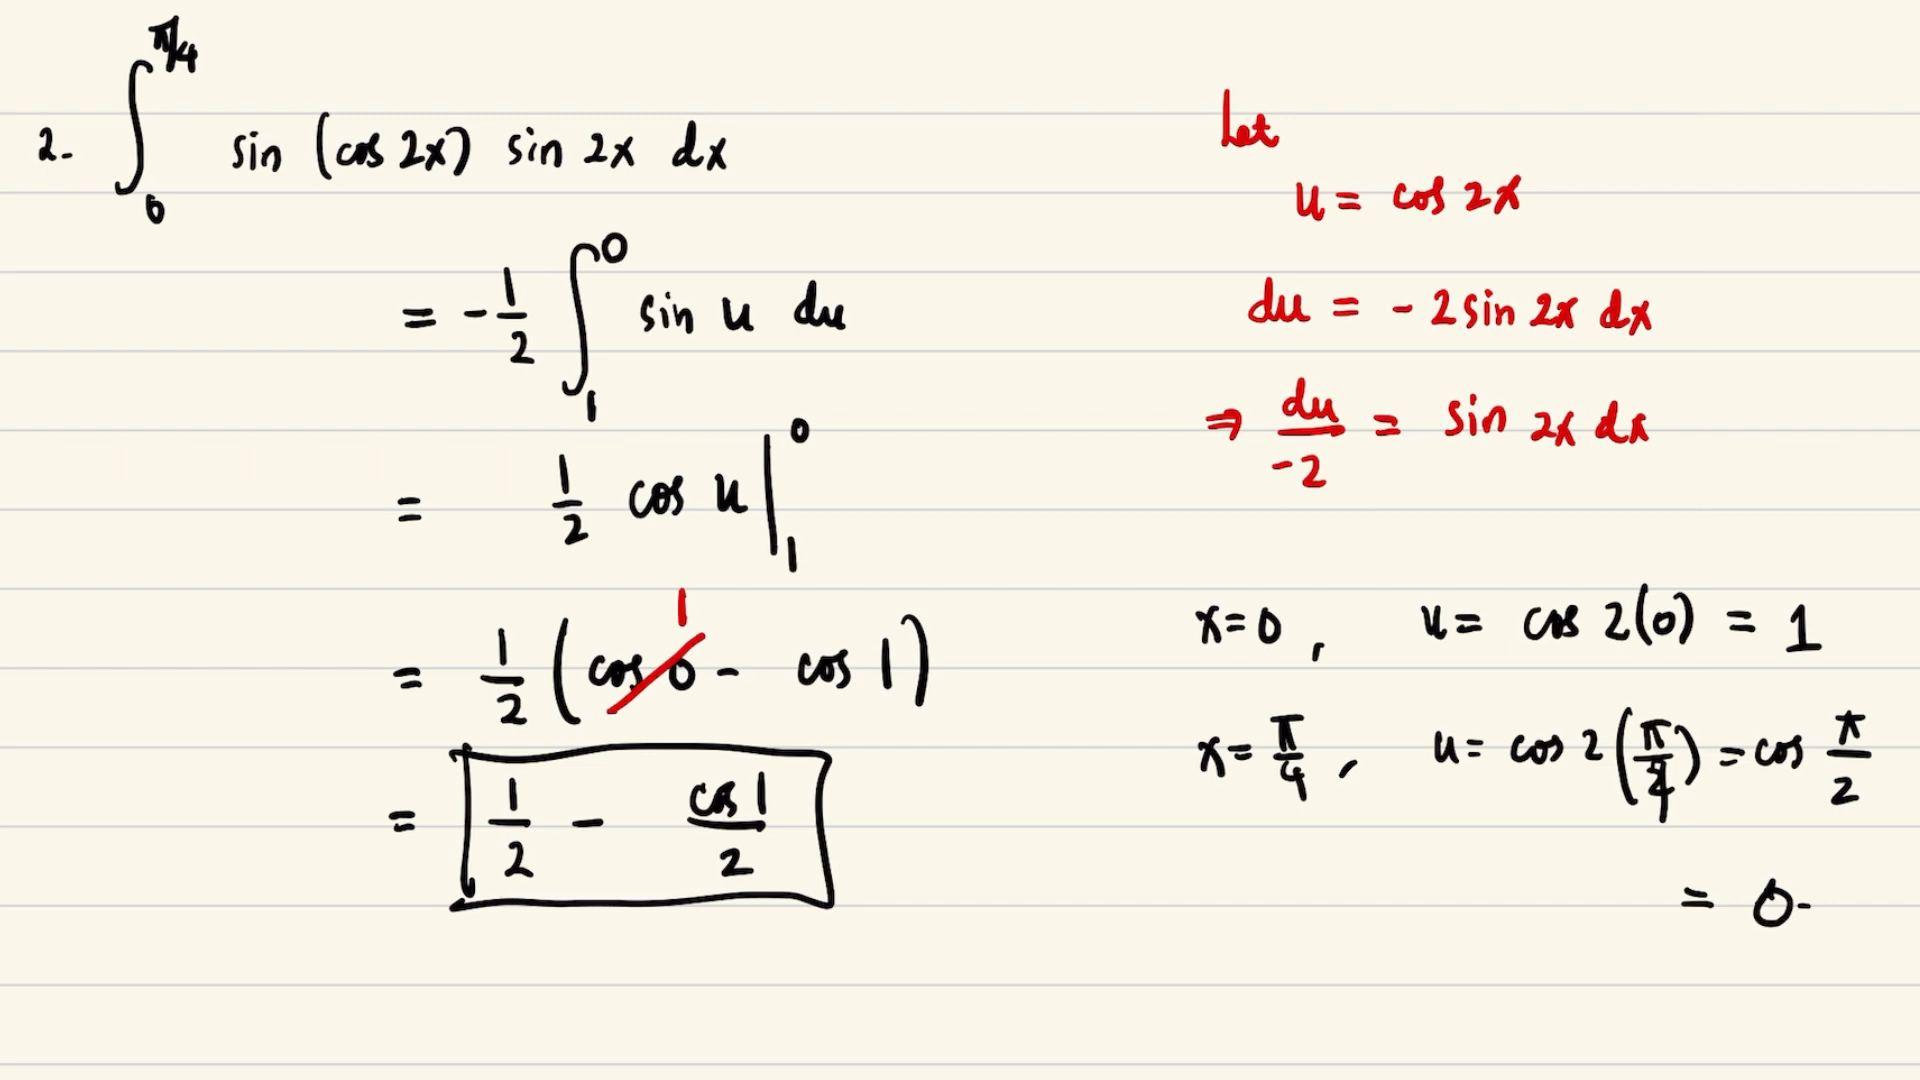 2. ∫₀^{π/4} sin (cos 2x) sin 2x dx
= -1/2 ∫₁⁰ sin u du
= 1/2 cos u |₁⁰
= 1/2 (cos 0 - cos 1)
1
= 1/2 - cos 1/2
Let
u = cos 2x
du = - 2 sin 2x dx
⇒ du/-2 = sin 2x dx
x = 0 , u = cos 2(0) = 1
x = π/4 , u = cos 2(π/4) = cos π/2
= 0.